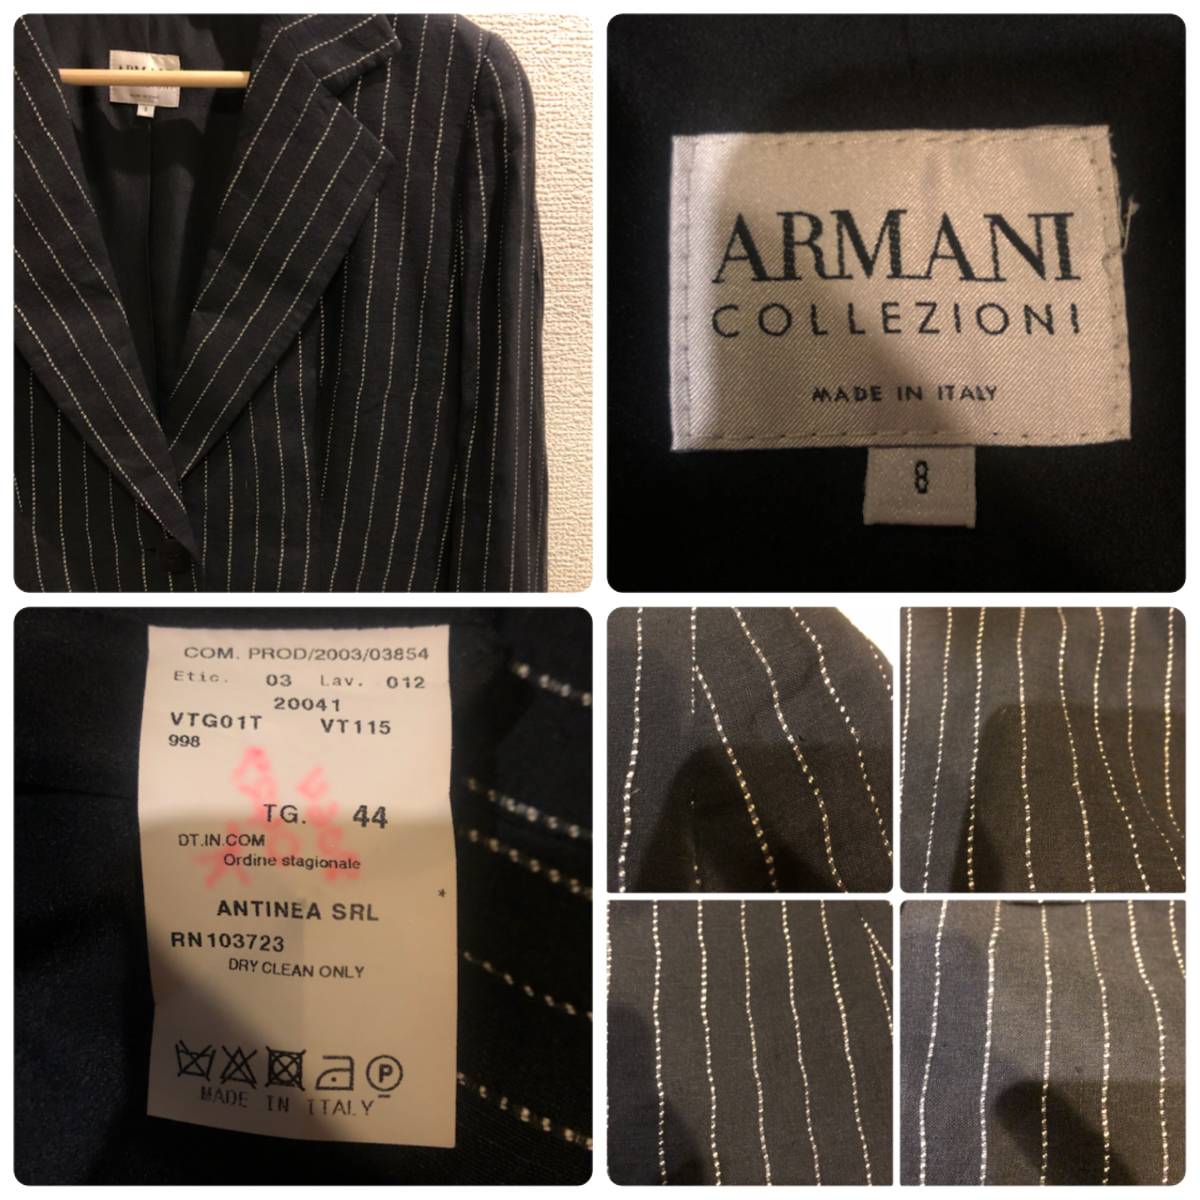 ARMANI
ARMANI
COLLEZIONI
MADE IN ITALY
8
COM. PROD/2003/03854
Etic. 03 Lav. 012
20041
VTG01T VT115
998
TG. 44
DT.IN.COM
Ordine stagionale
*
ANTINEA SRL
RN103723
DRY CLEAN ONLY
P
MADE IN ITALY